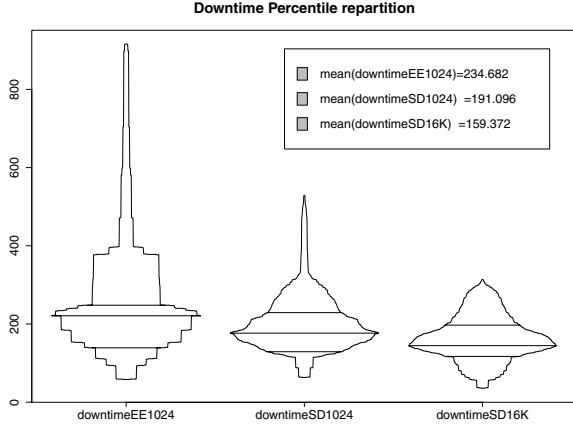 Downtime Percentile repartition
mean(downtimeEE1024)=234.682
mean(downtimeSD1024) =191.096
mean(downtimeSD16K) =159.372
800
600
400
200
0
downtimeEE1024 downtimeSD1024 downtimeSD16K